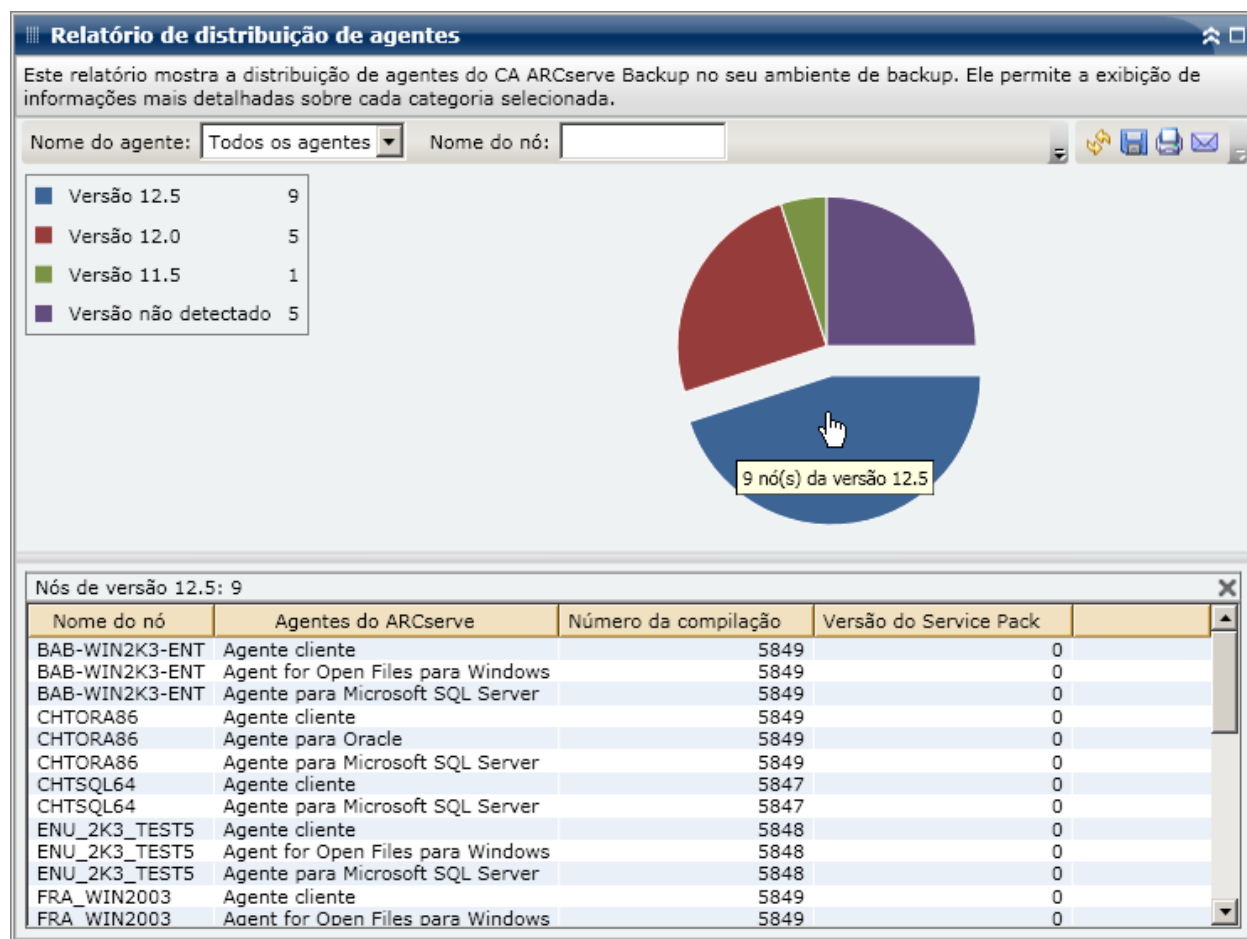 Relatório de distribuição de agentes
Este relatório mostra a distribuição de agentes do CA ARCserve Backup no seu ambiente de backup. Ele permite a exibição de
informações mais detalhadas sobre cada categoria selecionada.
Nome do agente: Todos os agentes Nome do nó:
Versão 12.5 9
Versão 12.0 5
Versão 11.5 1
Versão não detectado 5
9 nó(s) da versão 12.5
Nós de versão 12.5: 9
Nome do nó Agentes do ARCserve Número da compilação Versão do Service Pack
BAB-WIN2K3-ENT Agente cliente 5849 0
BAB-WIN2K3-ENT Agent for Open Files para Windows 5849 0
BAB-WIN2K3-ENT Agente para Microsoft SQL Server 5849 0
CHTORA86 Agente cliente 5849 0
CHTORA86 Agente para Oracle 5849 0
CHTORA86 Agente para Microsoft SQL Server 5849 0
CHTSQL64 Agente cliente 5847 0
CHTSQL64 Agente para Microsoft SQL Server 5847 0
ENU_2K3_TEST5 Agente cliente 5848 0
ENU_2K3_TEST5 Agent for Open Files para Windows 5848 0
ENU_2K3_TEST5 Agente para Microsoft SQL Server 5848 0
FRA_WIN2003 Agente cliente 5849 0
FRA_WIN2003 Agent for Open Files para Windows 5849 0